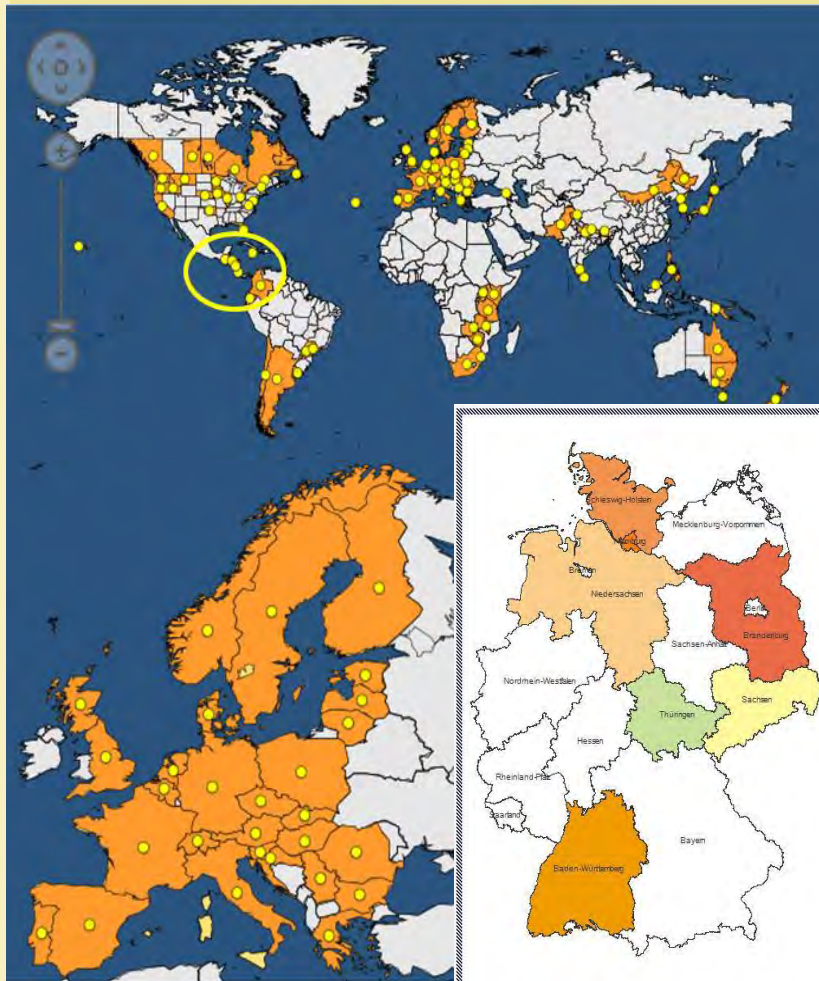 Schleswig-Holstein
Mecklenburg-Vorpommern
Hamburg
Bremen
Niedersachsen
Berlin
Brandenburg
Sachsen-Anhalt
Nordrhein-Westfalen
Sachsen
Thüringen
Hessen
Rheinland-Pfalz
Saarland
Bayern
Baden-Württemberg